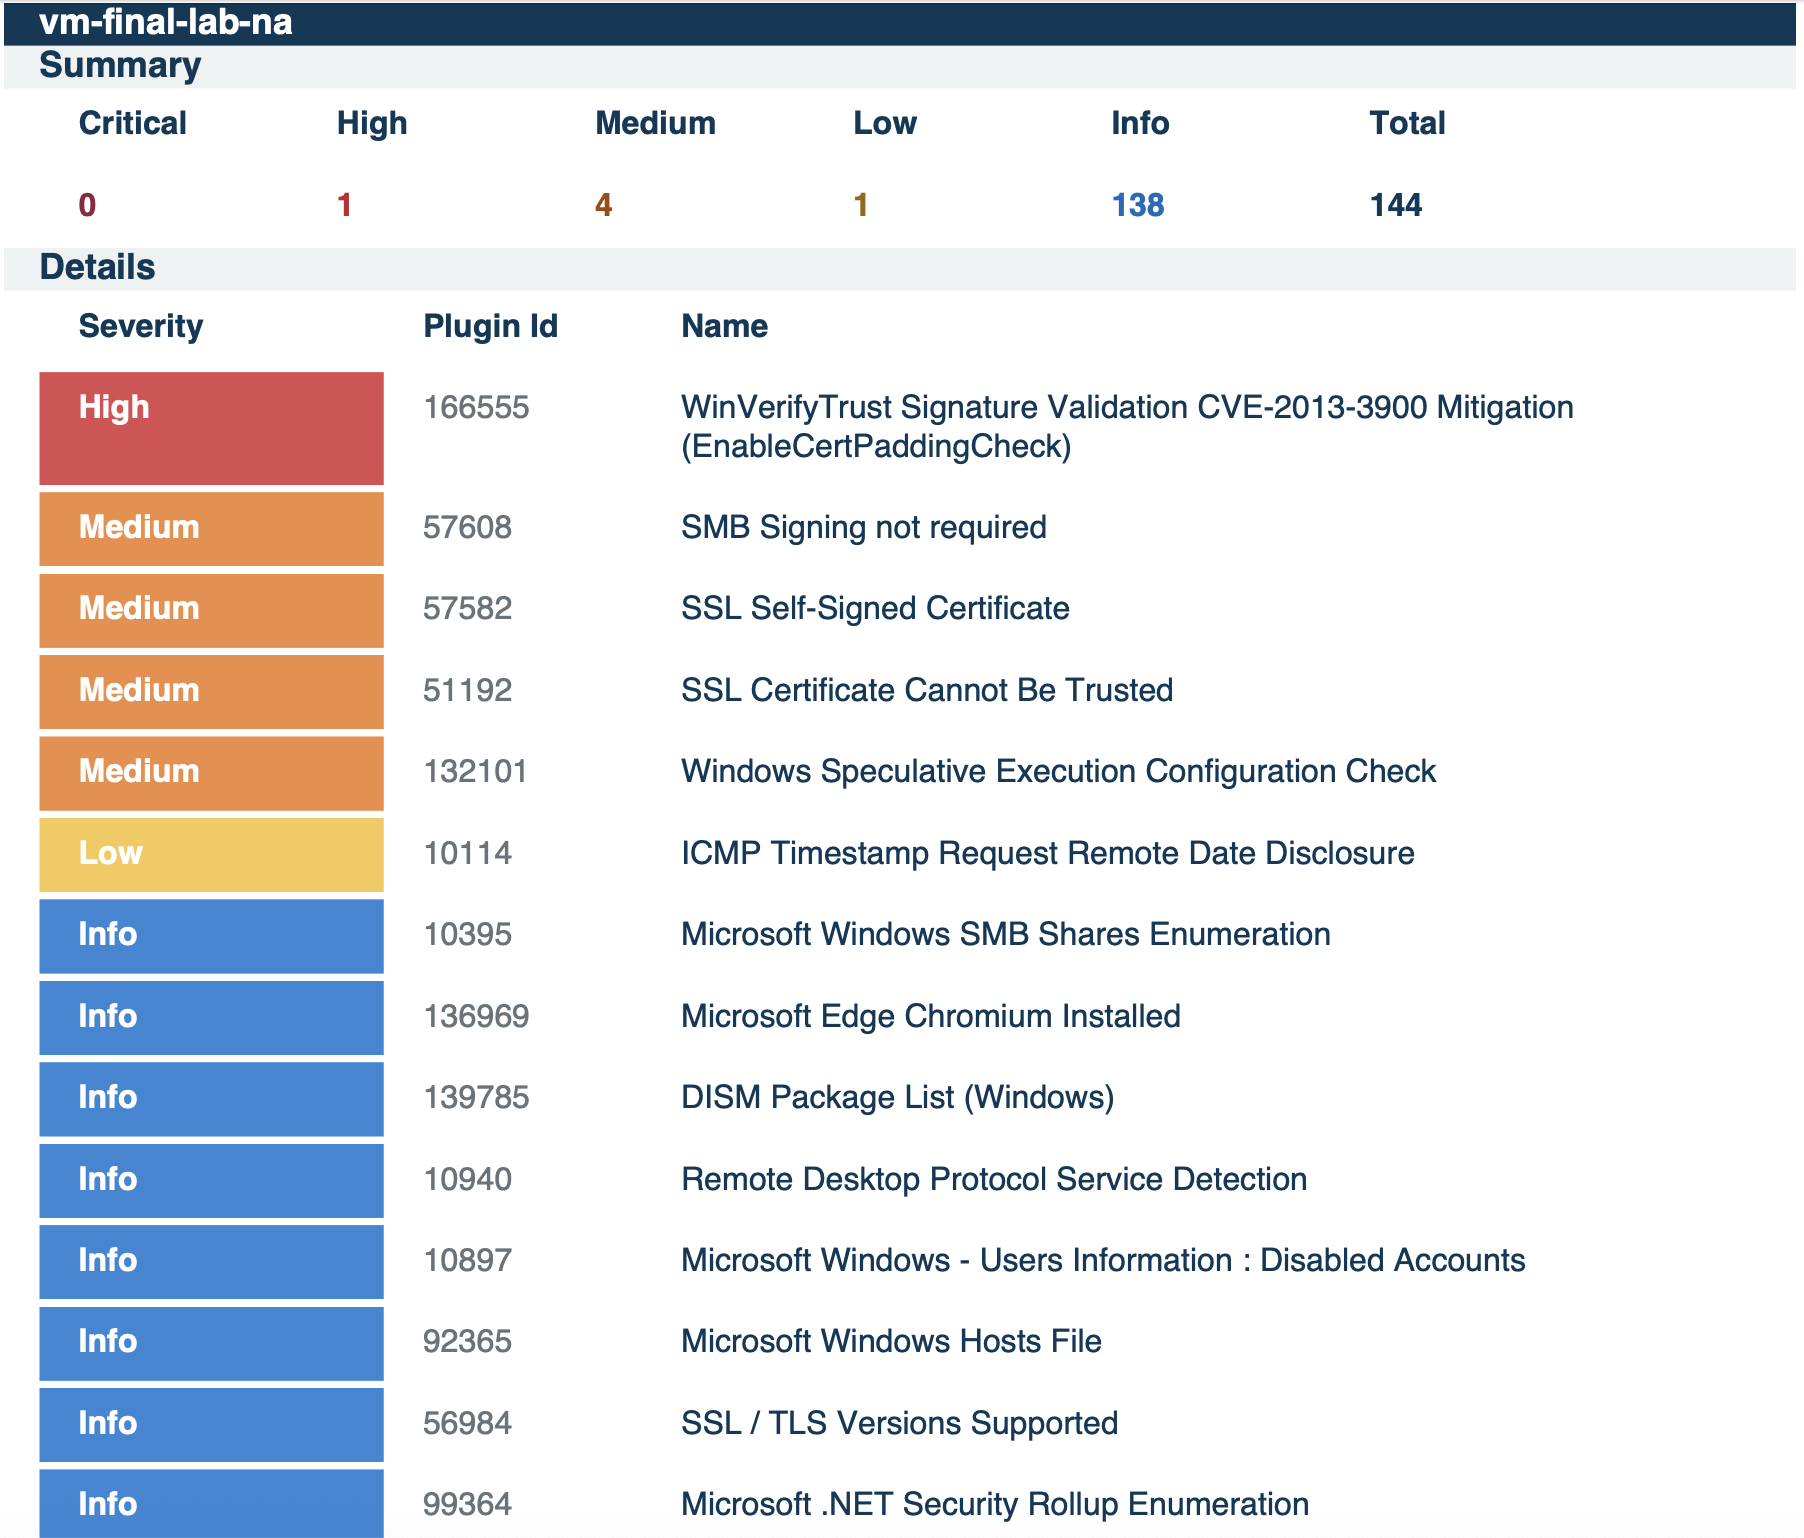 vm-final-lab-na
Summary
Critical High Medium Low Info Total
0 1 4 1 138 144
Details
Severity Plugin Id Name
High 166555 WinVerifyTrust Signature Validation CVE-2013-3900 Mitigation
(EnableCertPaddingCheck)
Medium 57608 SMB Signing not required
Medium 57582 SSL Self-Signed Certificate
Medium 51192 SSL Certificate Cannot Be Trusted
Medium 132101 Windows Speculative Execution Configuration Check
Low 10114 ICMP Timestamp Request Remote Date Disclosure
Info 10395 Microsoft Windows SMB Shares Enumeration
Info 136969 Microsoft Edge Chromium Installed
Info 139785 DISM Package List (Windows)
Info 10940 Remote Desktop Protocol Service Detection
Info 10897 Microsoft Windows - Users Information : Disabled Accounts
Info 92365 Microsoft Windows Hosts File
Info 56984 SSL / TLS Versions Supported
Info 99364 Microsoft .NET Security Rollup Enumeration